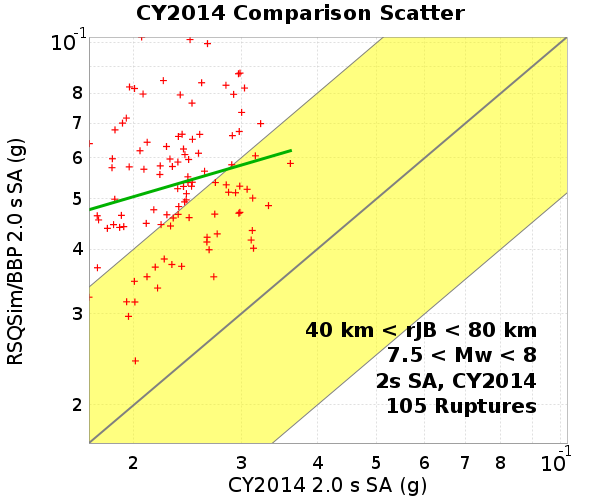 CY2014 Comparison Scatter
10⁻¹
8
7
6
5
4
3
2
RSQSim/BBP 2.0 s SA (g)
40 km < rJB < 80 km
7.5 < Mw < 8
2s SA, CY2014
105 Ruptures
2 3 4 5 6 7 8 10⁻¹
CY2014 2.0 s SA (g)